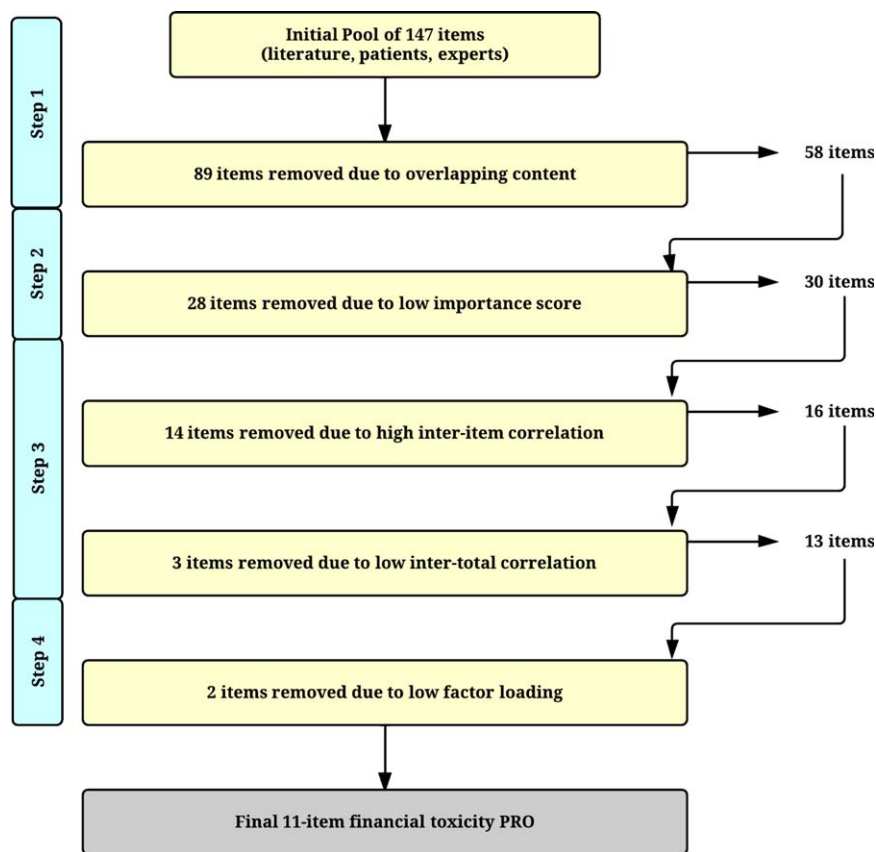 Initial Pool of 147 items
(literature, patients, experts)
Step 1
89 items removed due to overlapping content
58 items
Step 2
28 items removed due to low importance score
30 items
Step 3
14 items removed due to high inter-item correlation
16 items
3 items removed due to low inter-total correlation
13 items
Step 4
2 items removed due to low factor loading
Final 11-item financial toxicity PRO